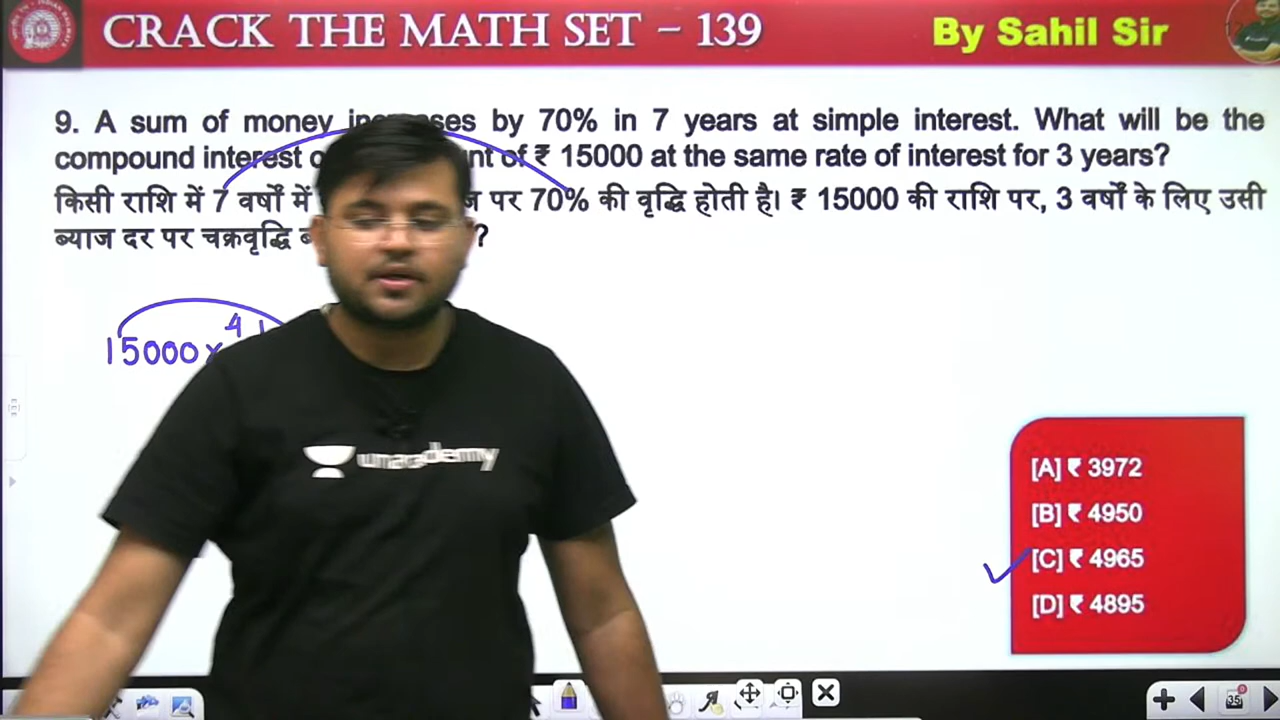 CRACK THE MATH SET – 139
By Sahil Sir
9. A sum of money increases by 70% in 7 years at simple interest. What will be the
compound interest of ₹ 15000 at the same rate of interest for 3 years?
किसी राशि में 7 वर्षों में पर 70% की वृद्धि होती है। ₹ 15000 की राशि पर, 3 वर्षों के लिए उसी
ब्याज दर पर चक्रवृद्धि ?
15000×
[A] ₹ 3972
[B] ₹ 4950
[C] ₹ 4965
[D] ₹ 4895
unacademy
35